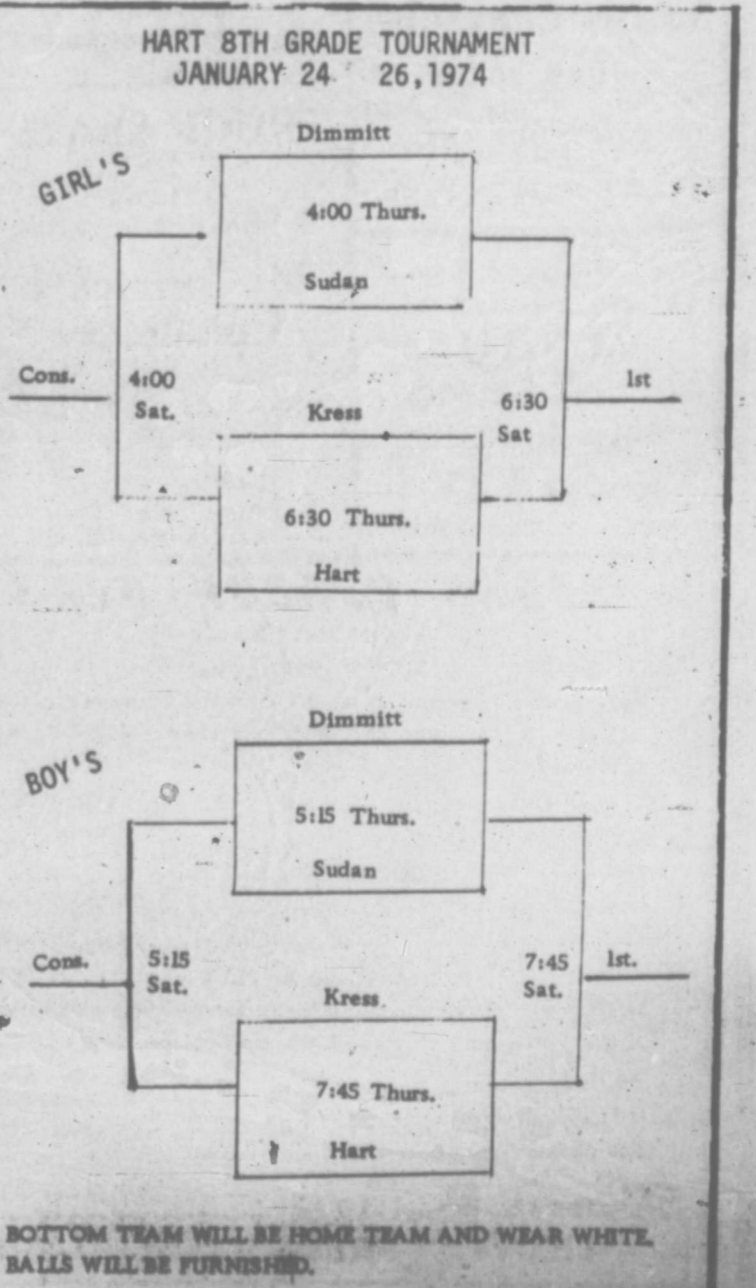 HART 8TH GRADE TOURNAMENT
JANUARY 24 26,1974
GIRL'S
Dimmitt
4:00 Thurs.
Sudan
Cons.
4:00
Sat.
Kress
6:30
Sat
1st
6:30 Thurs.
Hart
BOY'S
Dimmitt
5:15 Thurs.
Sudan
Cons.
5:15
Sat.
Kress
7:45
Sat.
1st.
7:45 Thurs.
Hart
BOTTOM TEAM WILL BE HOME TEAM AND WEAR WHITE.
BALLS WILL BE FURNISHED.